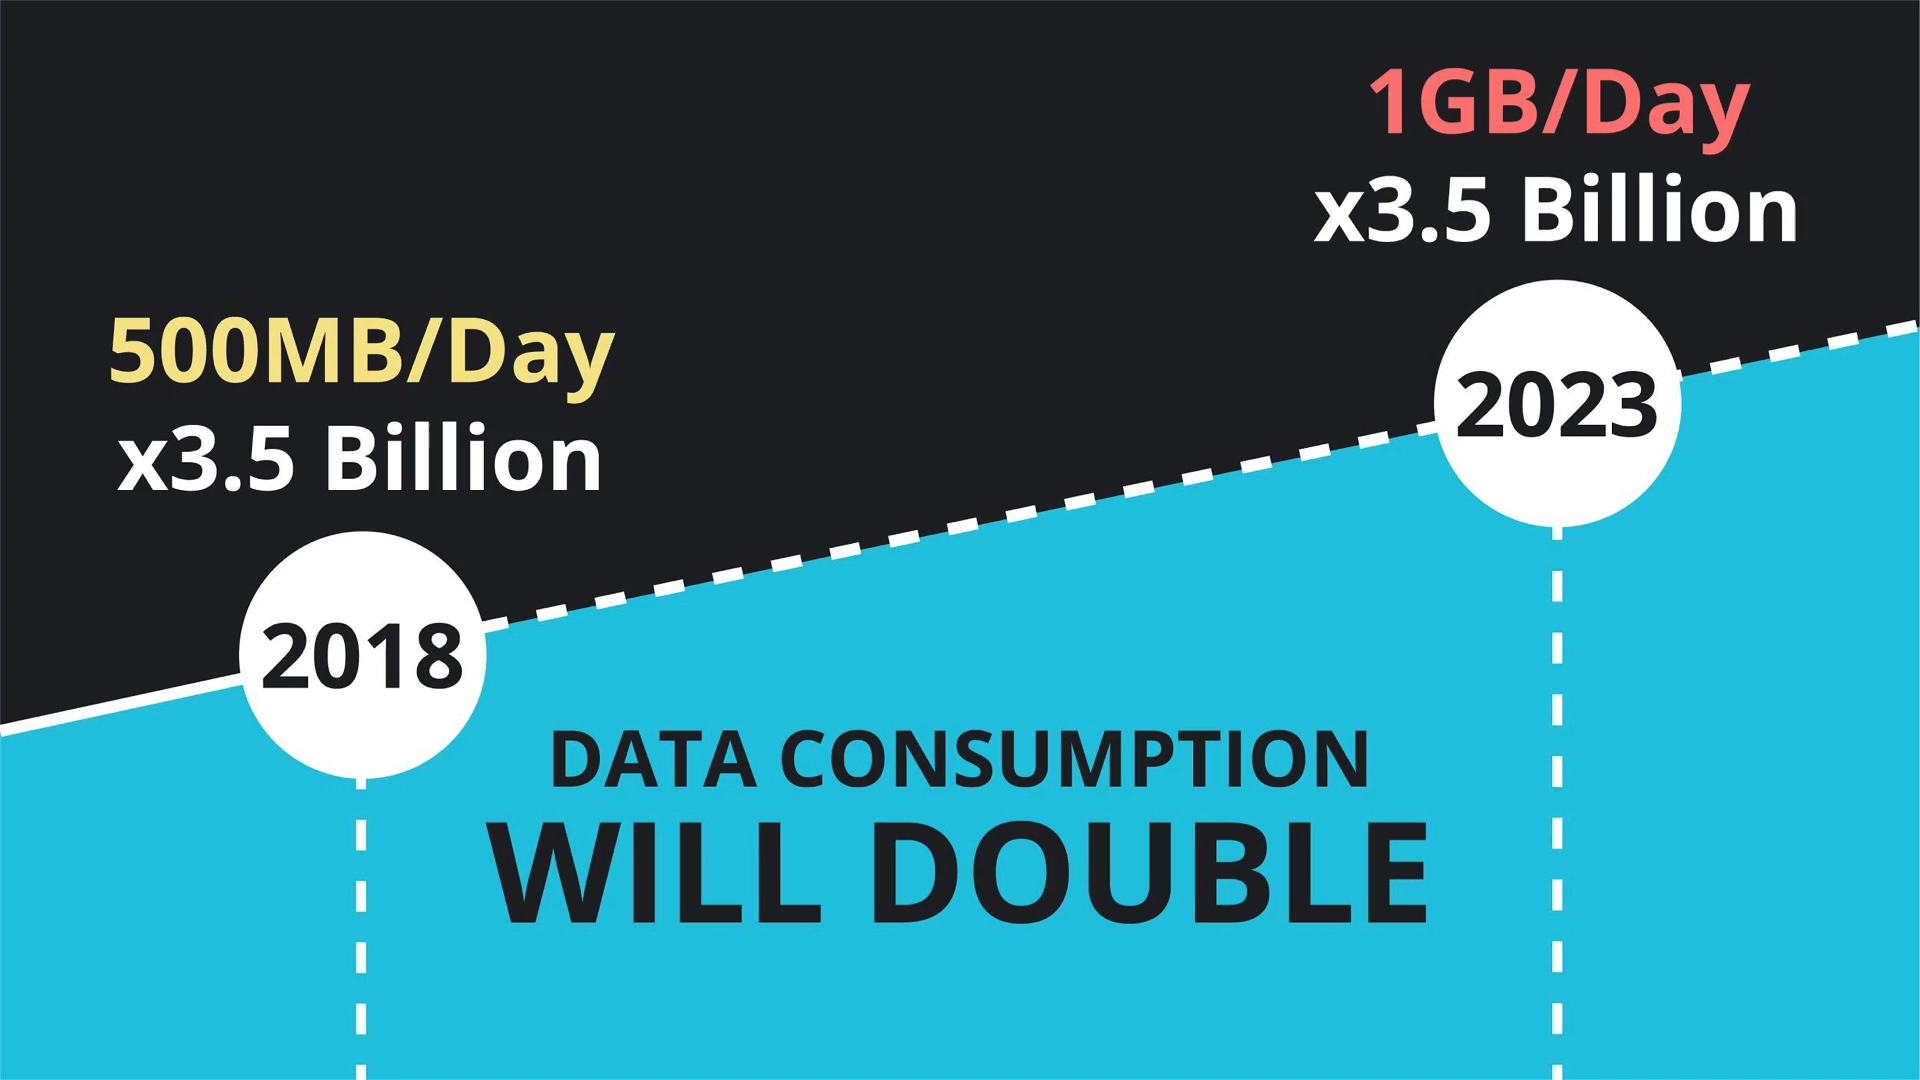 500MB/Day
x3.5 Billion
2018
1GB/Day
x3.5 Billion
2023
DATA CONSUMPTION
WILL DOUBLE